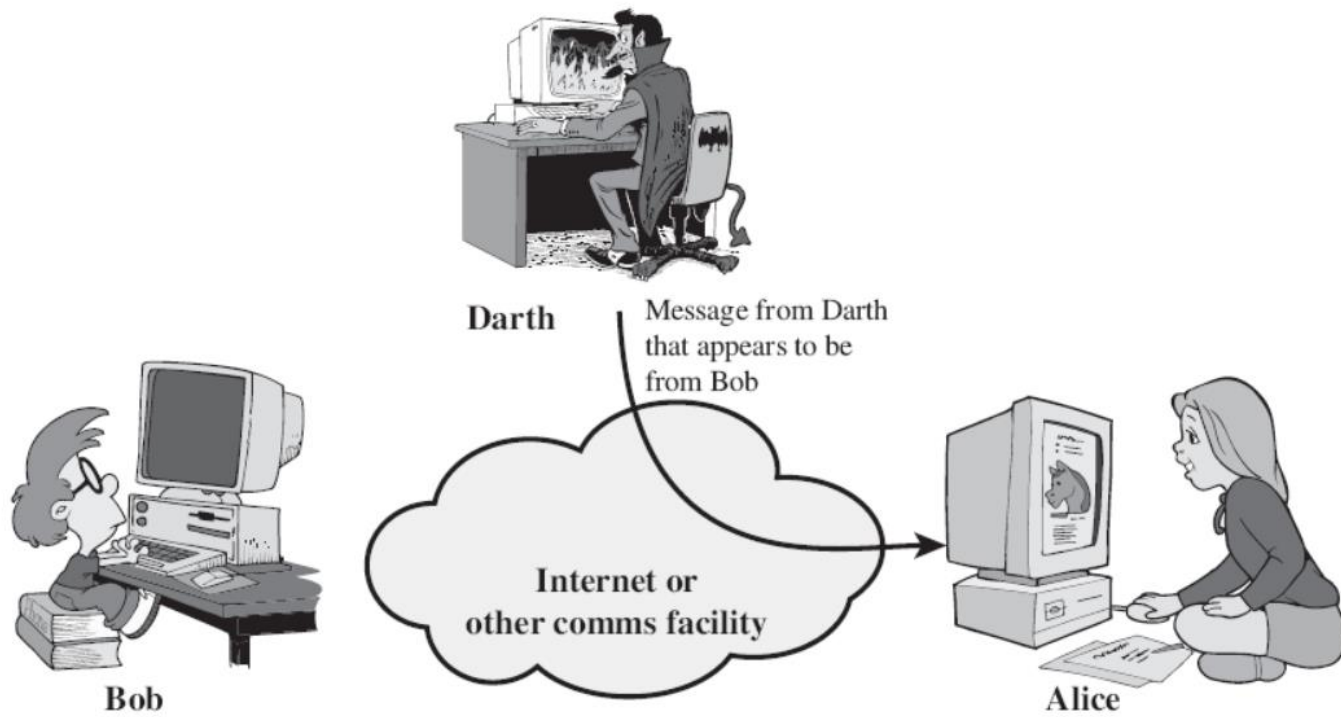 Darth
Message from Darth
that appears to be
from Bob
Internet or
other comms facility
Bob
Alice